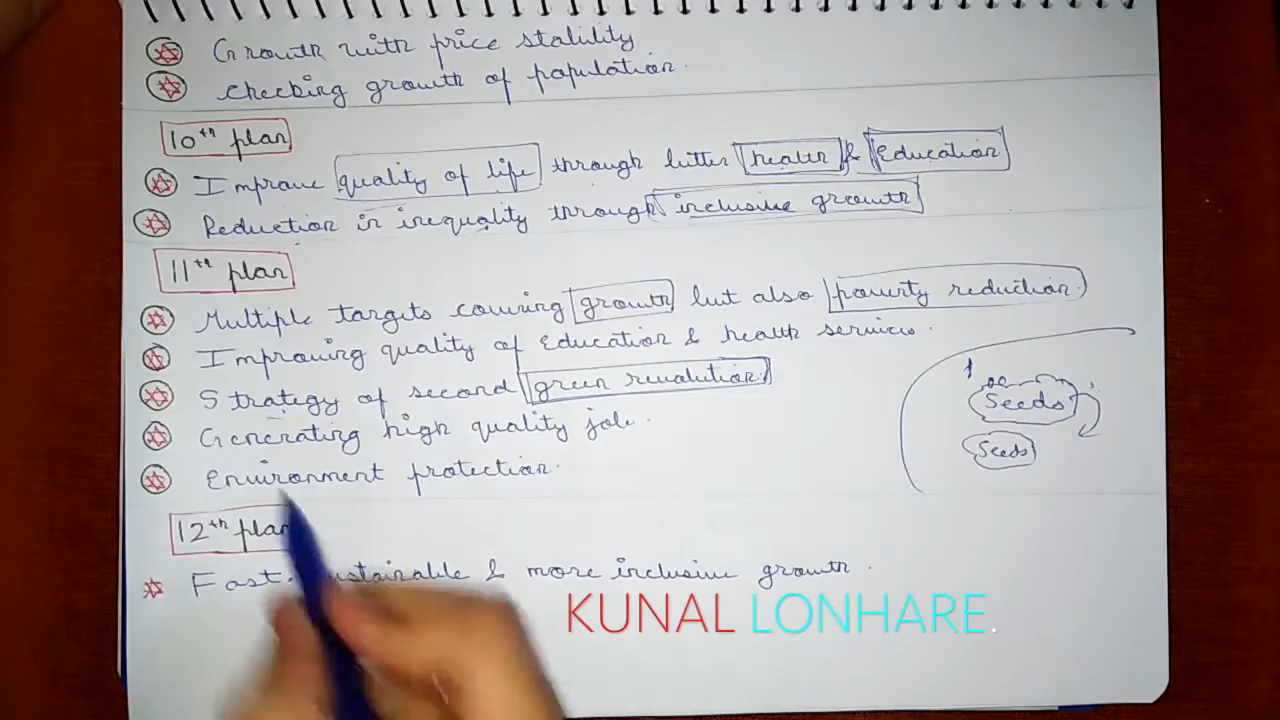 Growth with price stability
Checking growth of population.
10th plan
Improve quality of life through better health & Education
Reduction in inequality through inclusive growth
11th plan
Multiple targets covering growth but also poverty reduction.
Improving quality of Education & health services.
Strategy of second green revolution.
Generating high quality job.
Environment protection.
Seeds
Seeds
12th plan
Fast, sustainable & more inclusive growth.
KUNAL LONHARE.